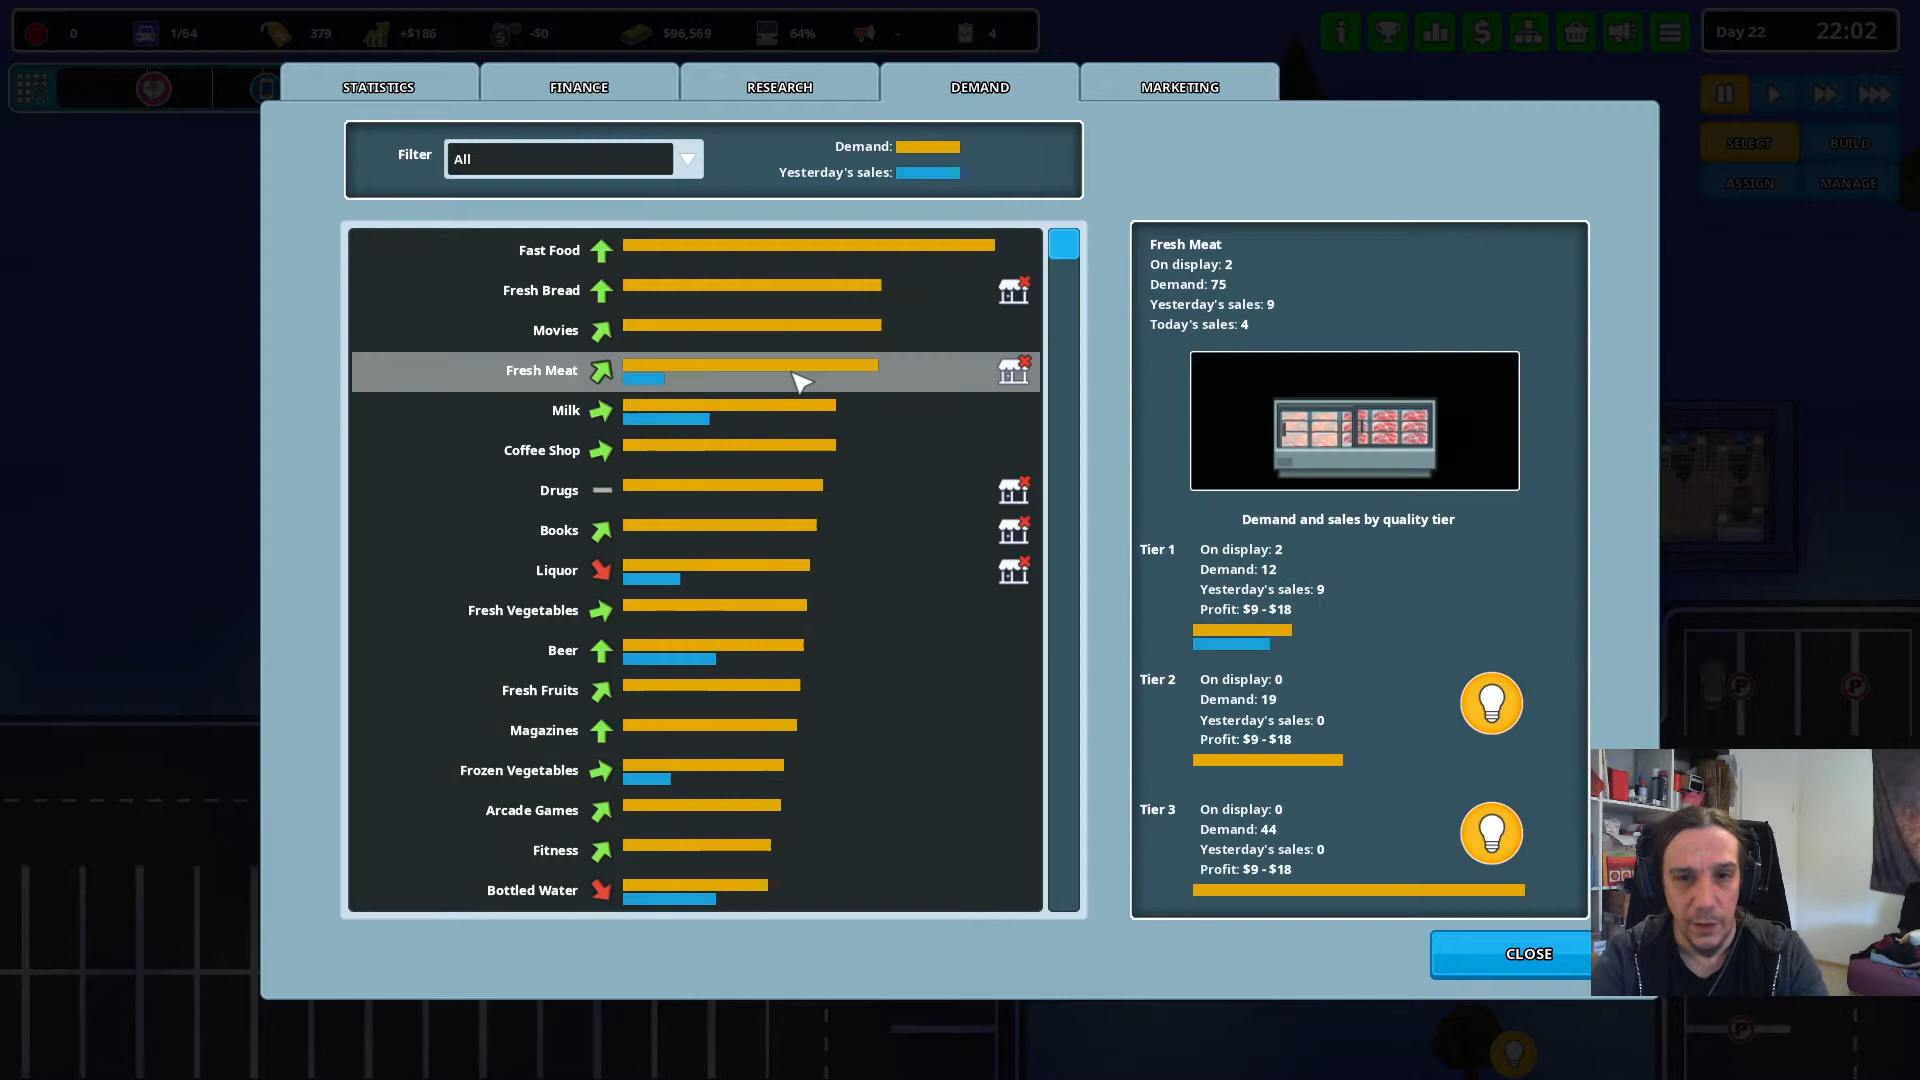 0
1/64
379
+$186
-$0
$96,569
64%
-
4
Day 22
22:02
STATISTICS
FINANCE
RESEARCH
DEMAND
MARKETING
SELECT
BUILD
ASSIGN
MANAGE
Filter
All
Demand:
Yesterday's sales:
Fast Food
Fresh Bread
Movies
Fresh Meat
Milk
Coffee Shop
Drugs
Books
Liquor
Fresh Vegetables
Beer
Fresh Fruits
Magazines
Frozen Vegetables
Arcade Games
Fitness
Bottled Water
Fresh Meat
On display: 2
Demand: 75
Yesterday's sales: 9
Today's sales: 4
Demand and sales by quality tier
Tier 1
On display: 2
Demand: 12
Yesterday's sales: 9
Profit: $9 - $18
Tier 2
On display: 0
Demand: 19
Yesterday's sales: 0
Profit: $9 - $18
Tier 3
On display: 0
Demand: 44
Yesterday's sales: 0
Profit: $9 - $18
CLOSE